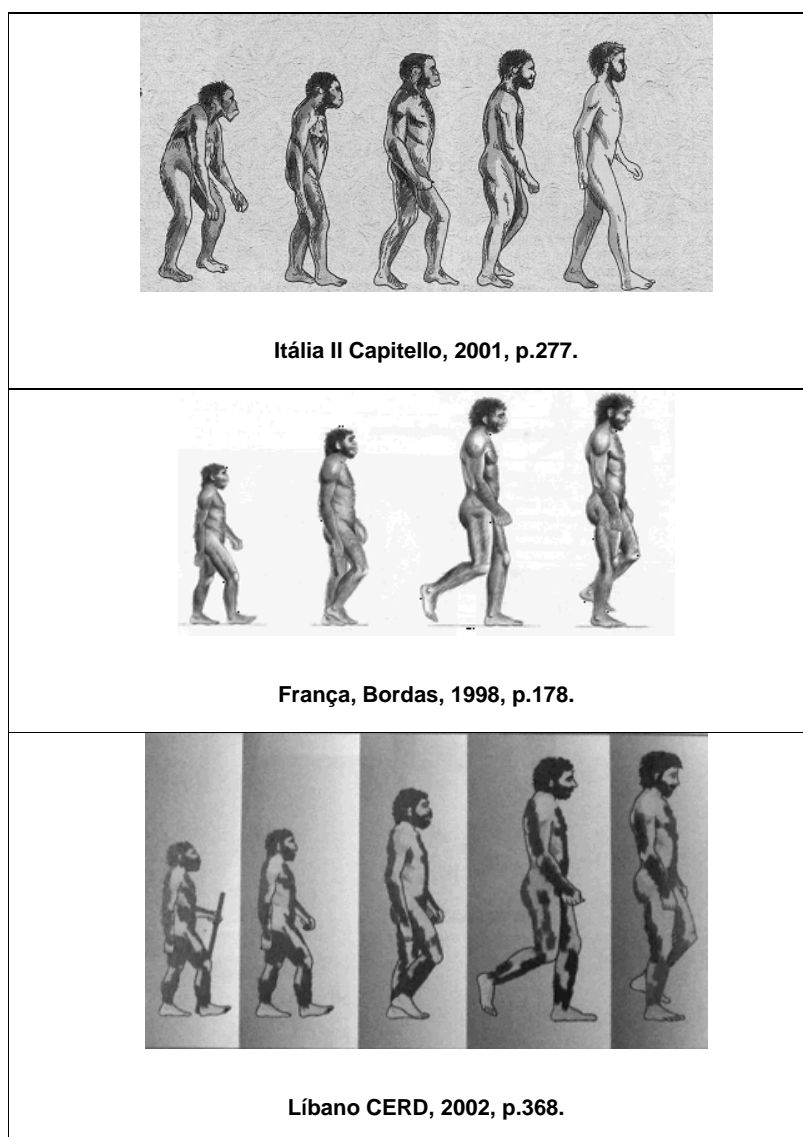 Itália Il Capitello, 2001, p.277.
França, Bordas, 1998, p.178.
Líbano CERD, 2002, p.368.